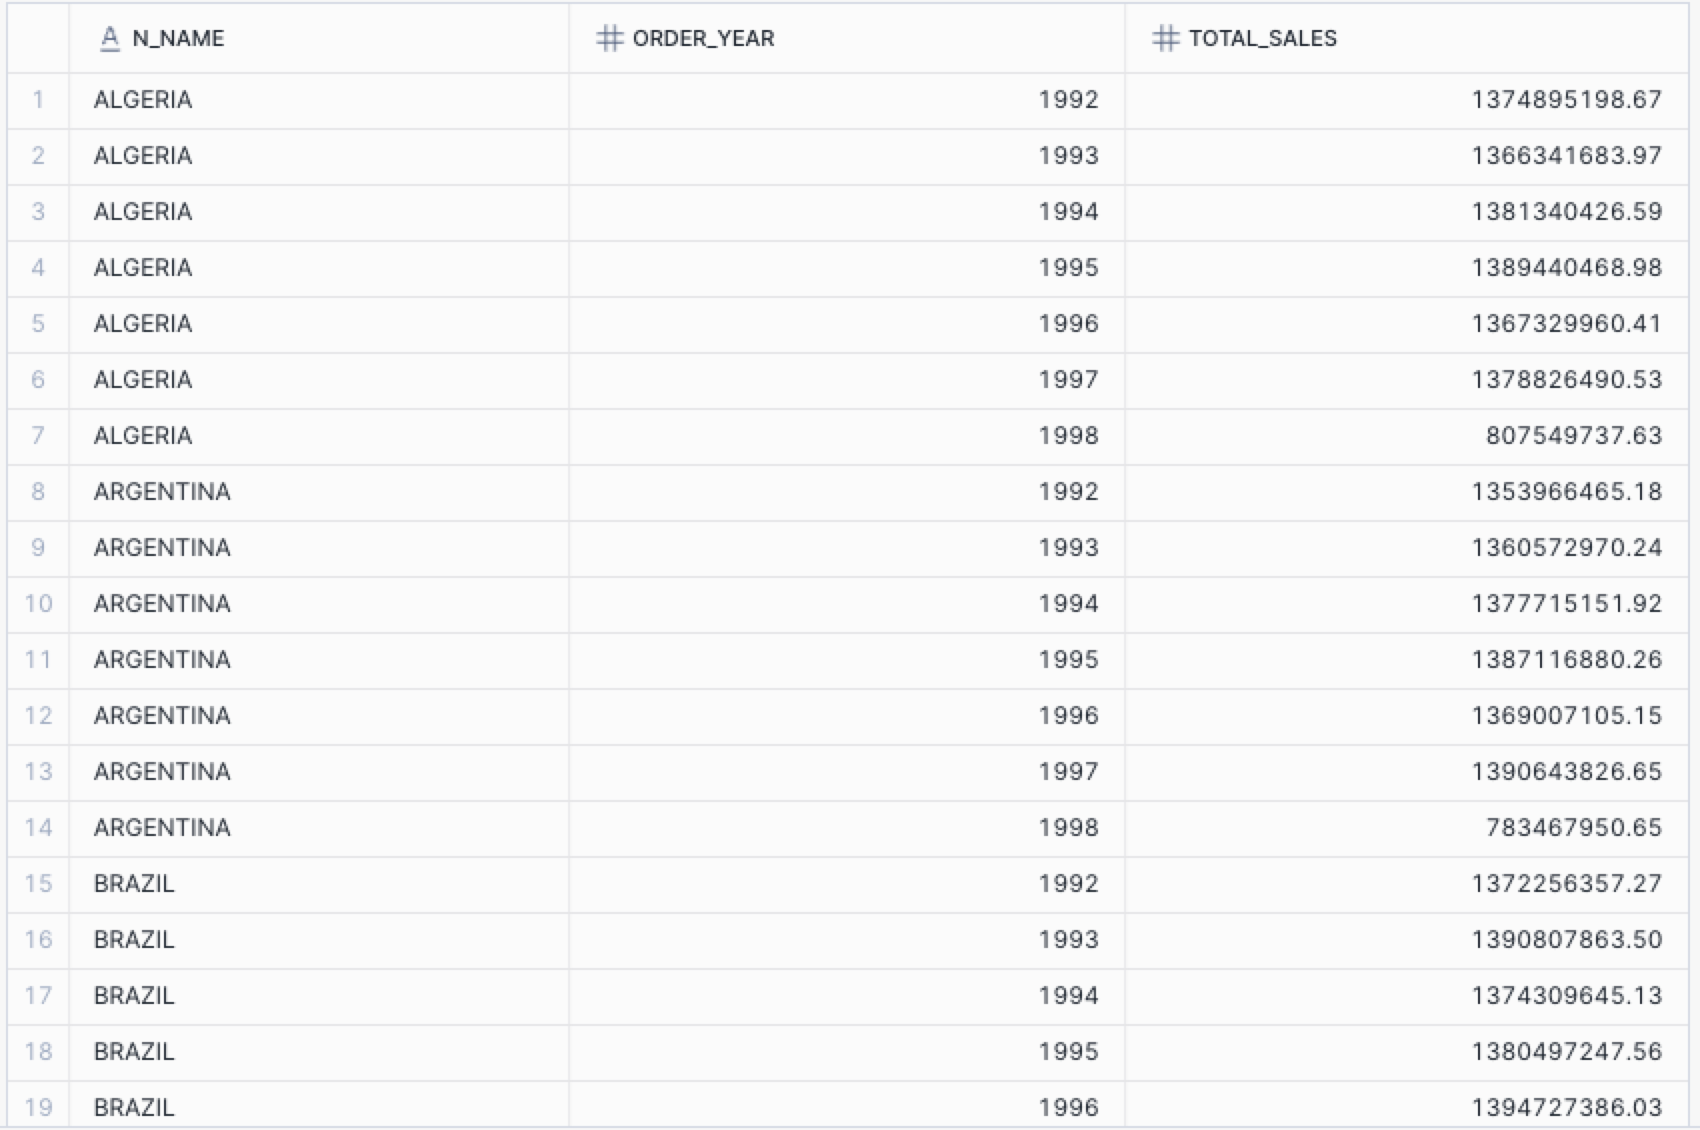 A N_NAME # ORDER_YEAR # TOTAL_SALES
1 ALGERIA 1992 1374895198.67
2 ALGERIA 1993 1366341683.97
3 ALGERIA 1994 1381340426.59
4 ALGERIA 1995 1389440468.98
5 ALGERIA 1996 1367329960.41
6 ALGERIA 1997 1378826490.53
7 ALGERIA 1998 807549737.63
8 ARGENTINA 1992 1353966465.18
9 ARGENTINA 1993 1360572970.24
10 ARGENTINA 1994 1377715151.92
11 ARGENTINA 1995 1387116880.26
12 ARGENTINA 1996 1369007105.15
13 ARGENTINA 1997 1390643826.65
14 ARGENTINA 1998 783467950.65
15 BRAZIL 1992 1372256357.27
16 BRAZIL 1993 1390807863.50
17 BRAZIL 1994 1374309645.13
18 BRAZIL 1995 1380497247.56
19 BRAZIL 1996 1394727386.03